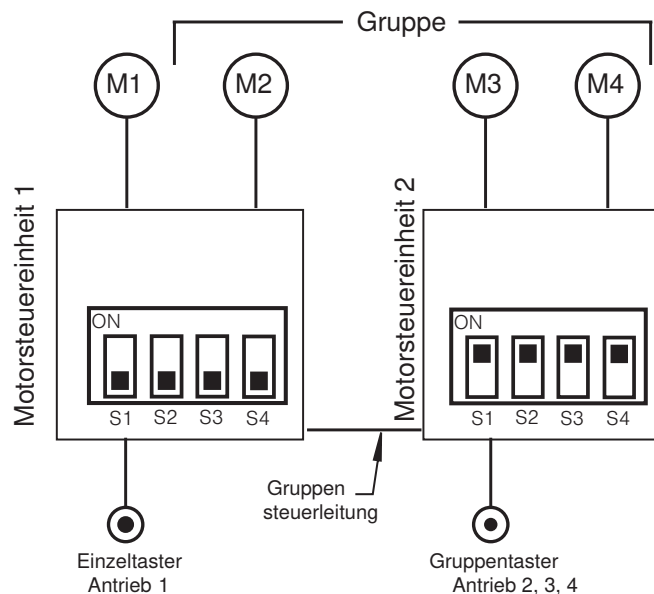 Gruppe
M1
M2
M3
M4
Motorsteuereinheit 1
Motorsteuereinheit 2
ON
S1
S2
S3
S4
ON
S1
S2
S3
S4
Gruppen
steuerleitung
Einzeltaster
Antrieb 1
Gruppentaster
Antrieb 2, 3, 4